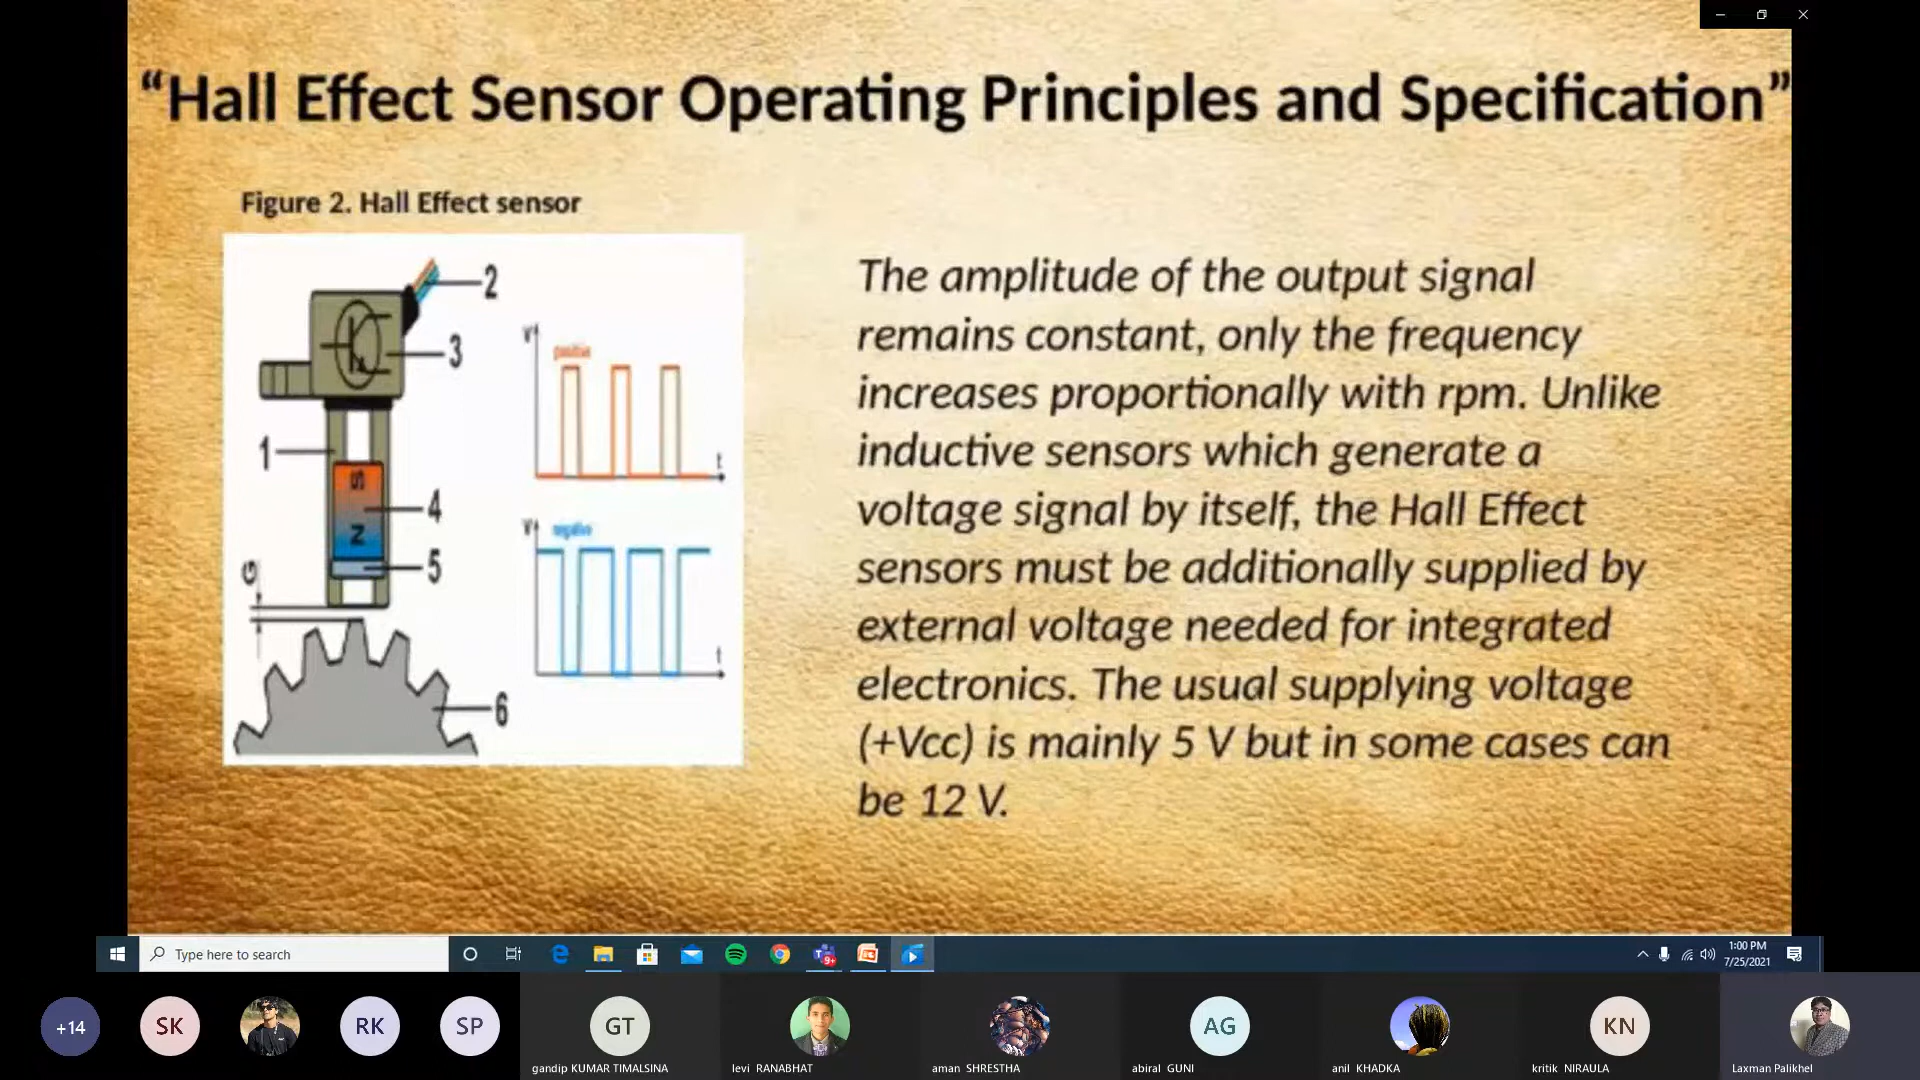 “Hall Effect Sensor Operating Principles and Specification”
Figure 2. Hall Effect sensor
2
3
1
S
4
N
5
G
6
V
positive
t
V
negative
t
The amplitude of the output signal
remains constant, only the frequency
increases proportionally with rpm. Unlike
inductive sensors which generate a
voltage signal by itself, the Hall Effect
sensors must be additionally supplied by
external voltage needed for integrated
electronics. The usual supplying voltage
(+Vcc) is mainly 5 V but in some cases can
be 12 V.
Type here to search
9+
1:00 PM
7/25/2021
+14
SK
RK
SP
GT
gandip KUMAR TIMALSINA
levi RANABHAT
aman SHRESTHA
AG
abiral GUNI
anil KHADKA
KN
kritik NIRAULA
Laxman Palikhel